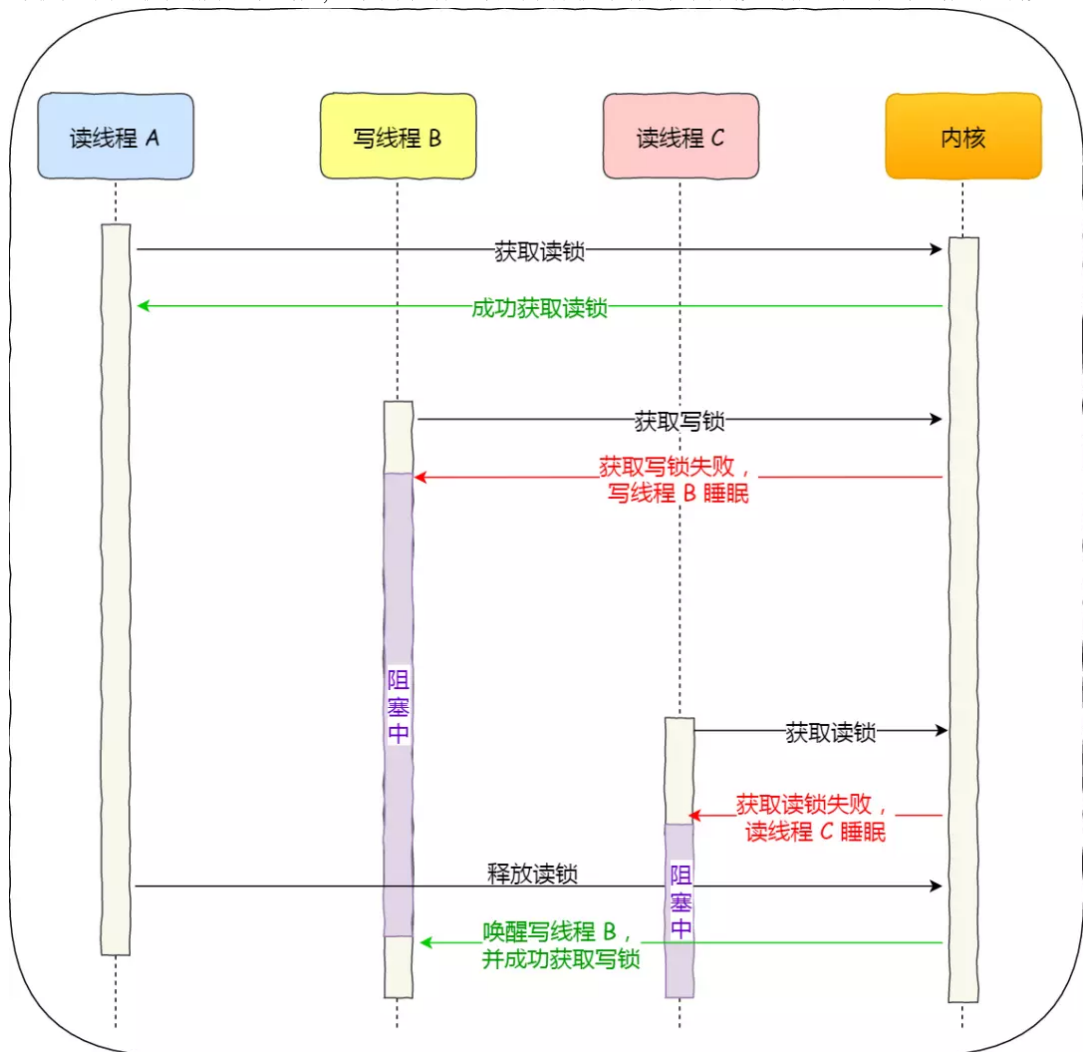 读线程 A
写线程 B
读线程 C
内核
获取读锁
成功获取读锁
获取写锁
获取写锁失败，
写线程 B 睡眠
阻
塞
中
获取读锁
获取读锁失败，
读线程 C 睡眠
释放读锁
阻
塞
中
唤醒写线程 B，
并成功获取写锁